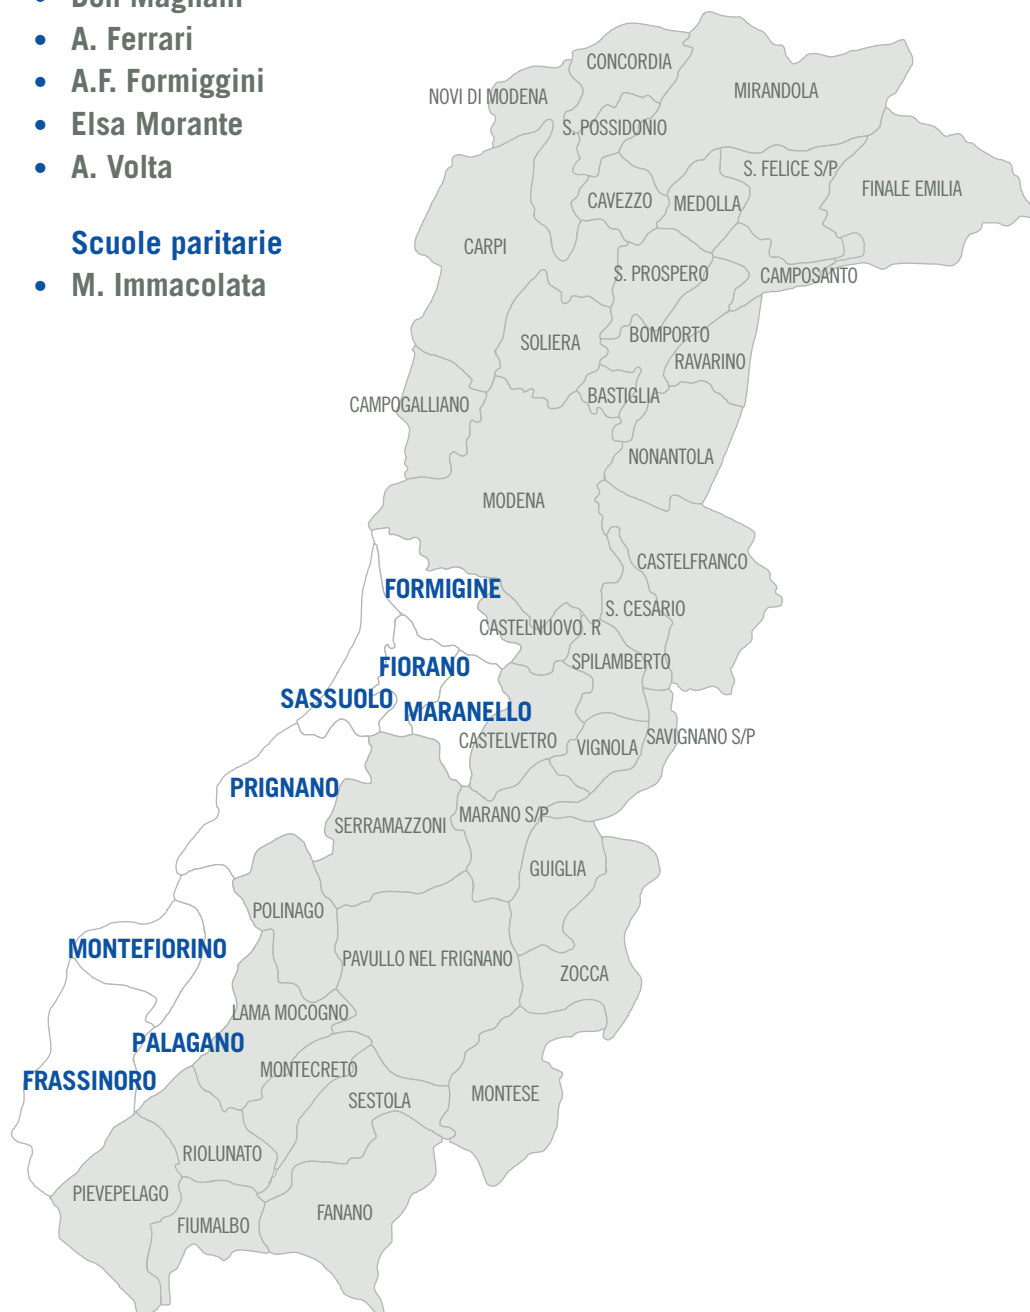 Don Magnani
• A. Ferrari
• A.F. Formiggini
• Elsa Morante
• A. Volta
Scuole paritarie
• M. Immacolata
CONCORDIA
NOVI DI MODENA
MIRANDOLA
S. POSSIDONIO
S. FELICE S/P
FINALE EMILIA
CAVEZZO
MEDOLLA
CARPI
S. PROSPERO
CAMPOSANTO
SOLIERA
BOMPORTO
RAVARINO
BASTIGLIA
CAMPOGALLIANO
NONANTOLA
MODENA
CASTELFRANCO
FORMIGINE
S. CESARIO
CASTELNUOVO. R
SPILAMBERTO
FIORANO
SASSUOLO
MARANELLO
CASTELVETRO
VIGNOLA
SAVIGNANO S/P
PRIGNANO
MARANO S/P
SERRAMAZZONI
GUIGLIA
POLINAGO
MONTEFIORINO
PAVULLO NEL FRIGNANO
ZOCCA
LAMA MOCOGNO
PALAGANO
MONTECRETO
FRASSINORO
SESTOLA
MONTESE
RIOLUNATO
PIEVEPELAGO
FIUMALBO
FANANO